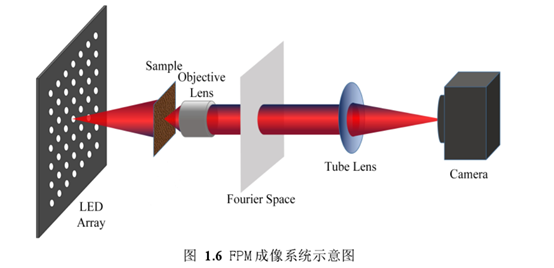 Sample
Objective
Lens
LED
Array
Fourier Space
Tube Lens
Camera
图 1.6 FPM成像系统示意图